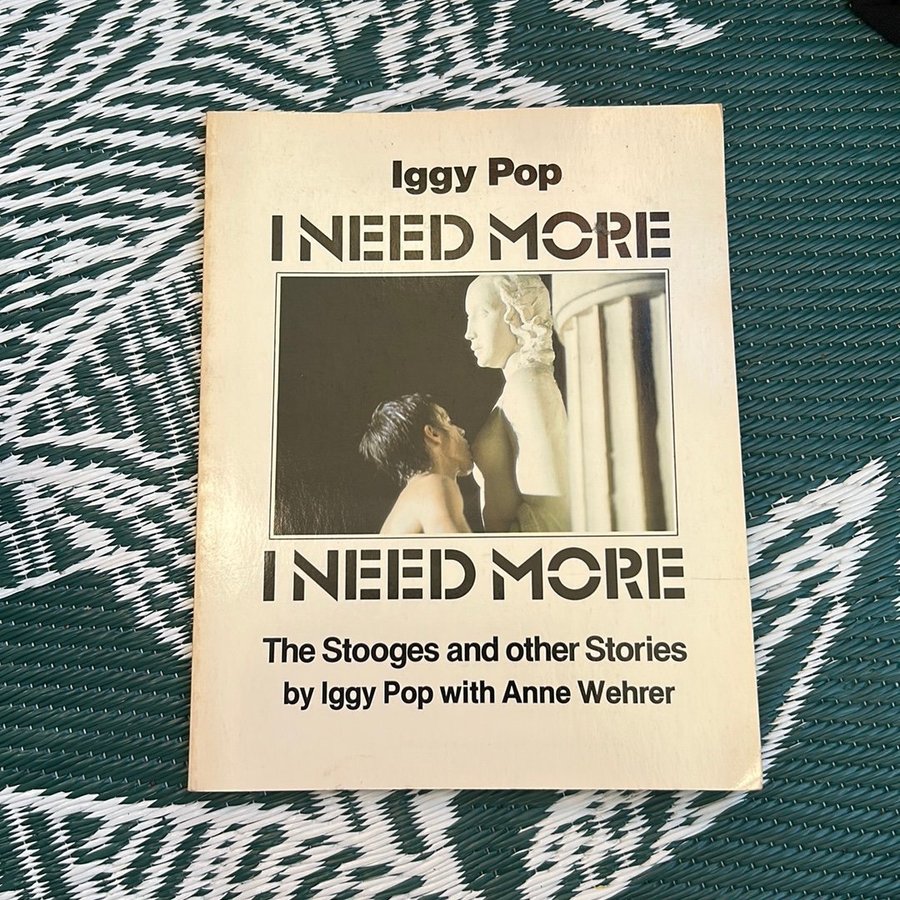 Iggy Pop
I NEED MORE
I NEED MORE
The Stooges and other Stories
by Iggy Pop with Anne Wehrer